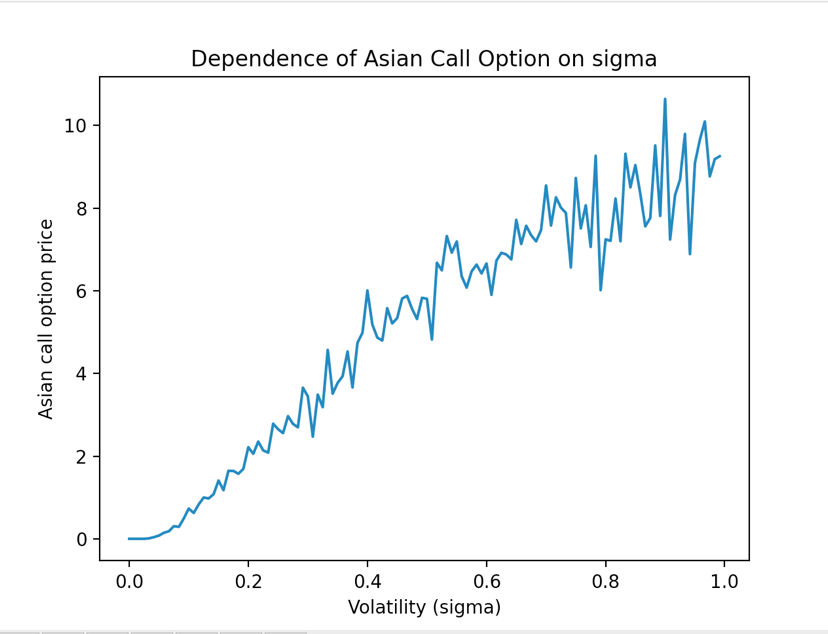 Dependence of Asian Call Option on sigma
Asian call option price
10
8
6
4
2
0
0.0 0.2 0.4 0.6 0.8 1.0
Volatility (sigma)